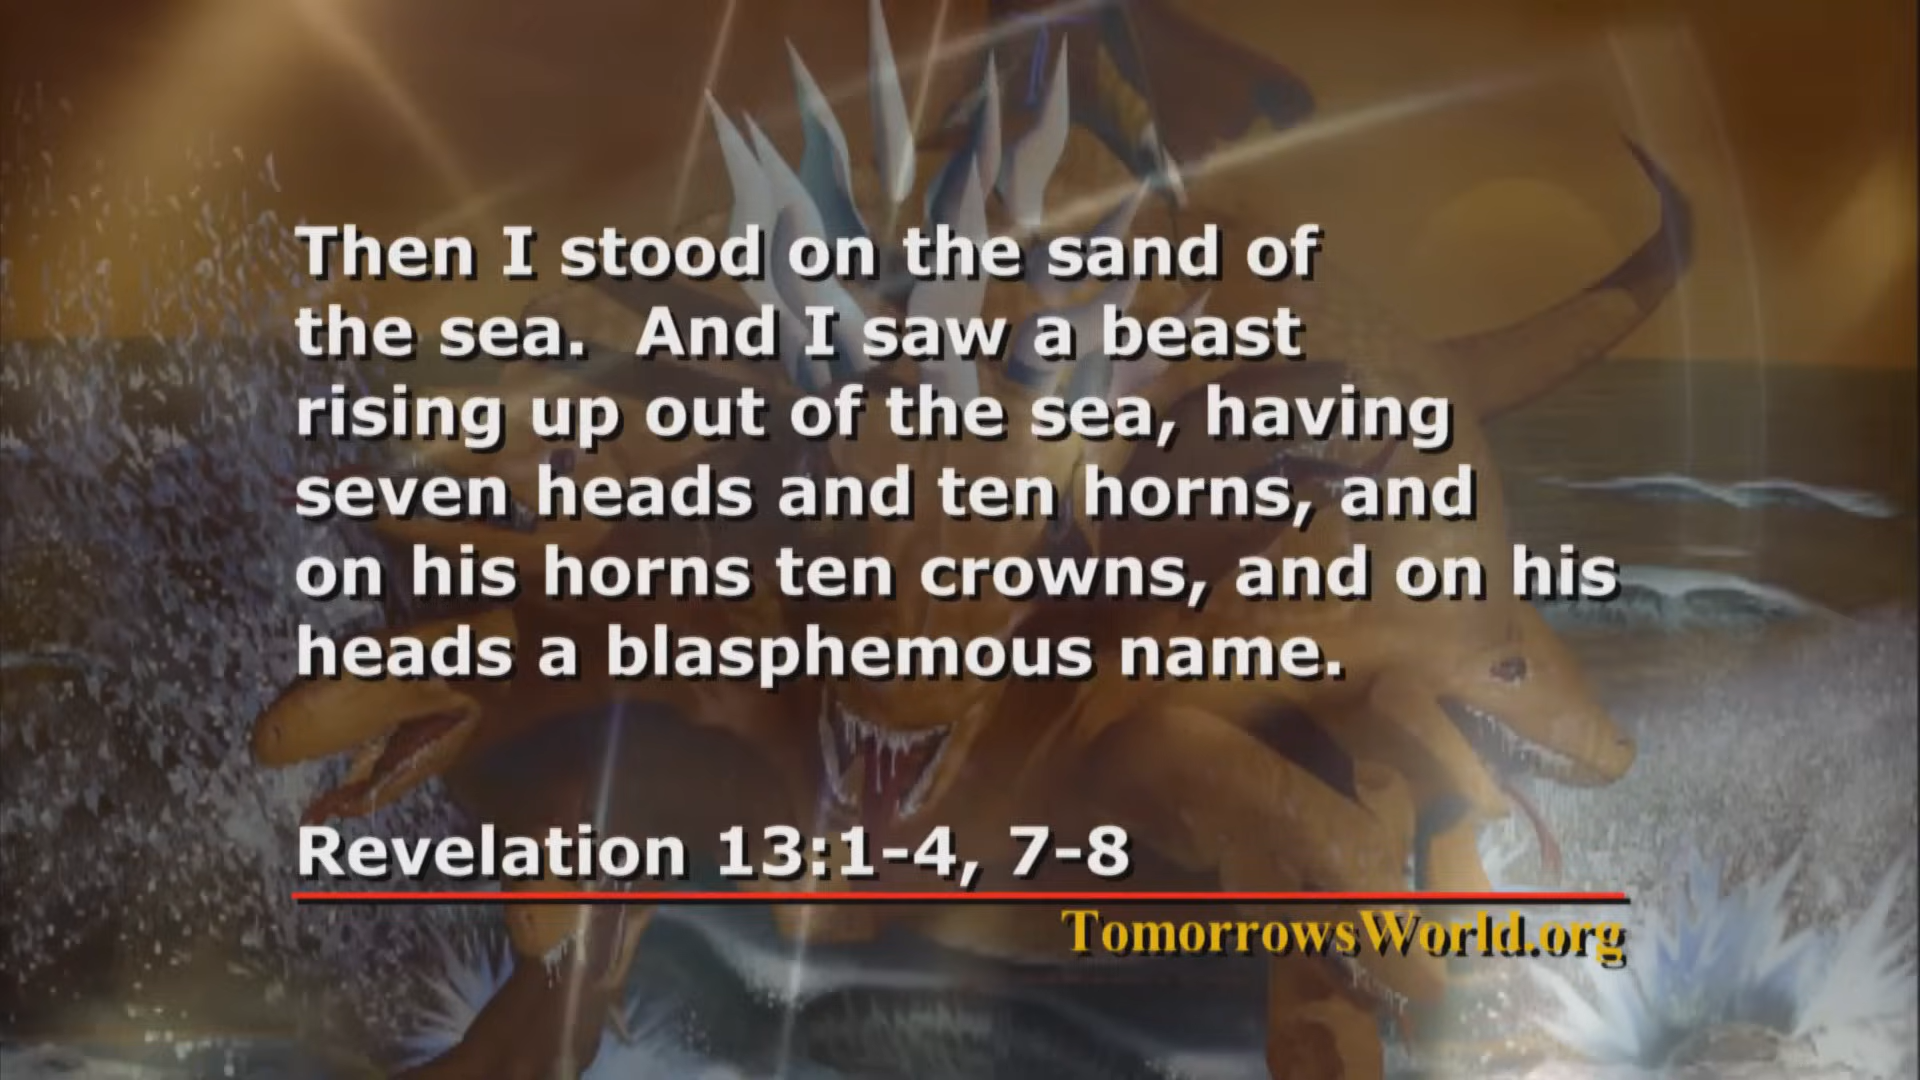 Then I stood on the sand of
the sea.  And I saw a beast
rising up out of the sea, having
seven heads and ten horns, and
on his horns ten crowns, and on his
heads a blasphemous name.
Revelation 13:1-4, 7-8
TomorrowsWorld.org